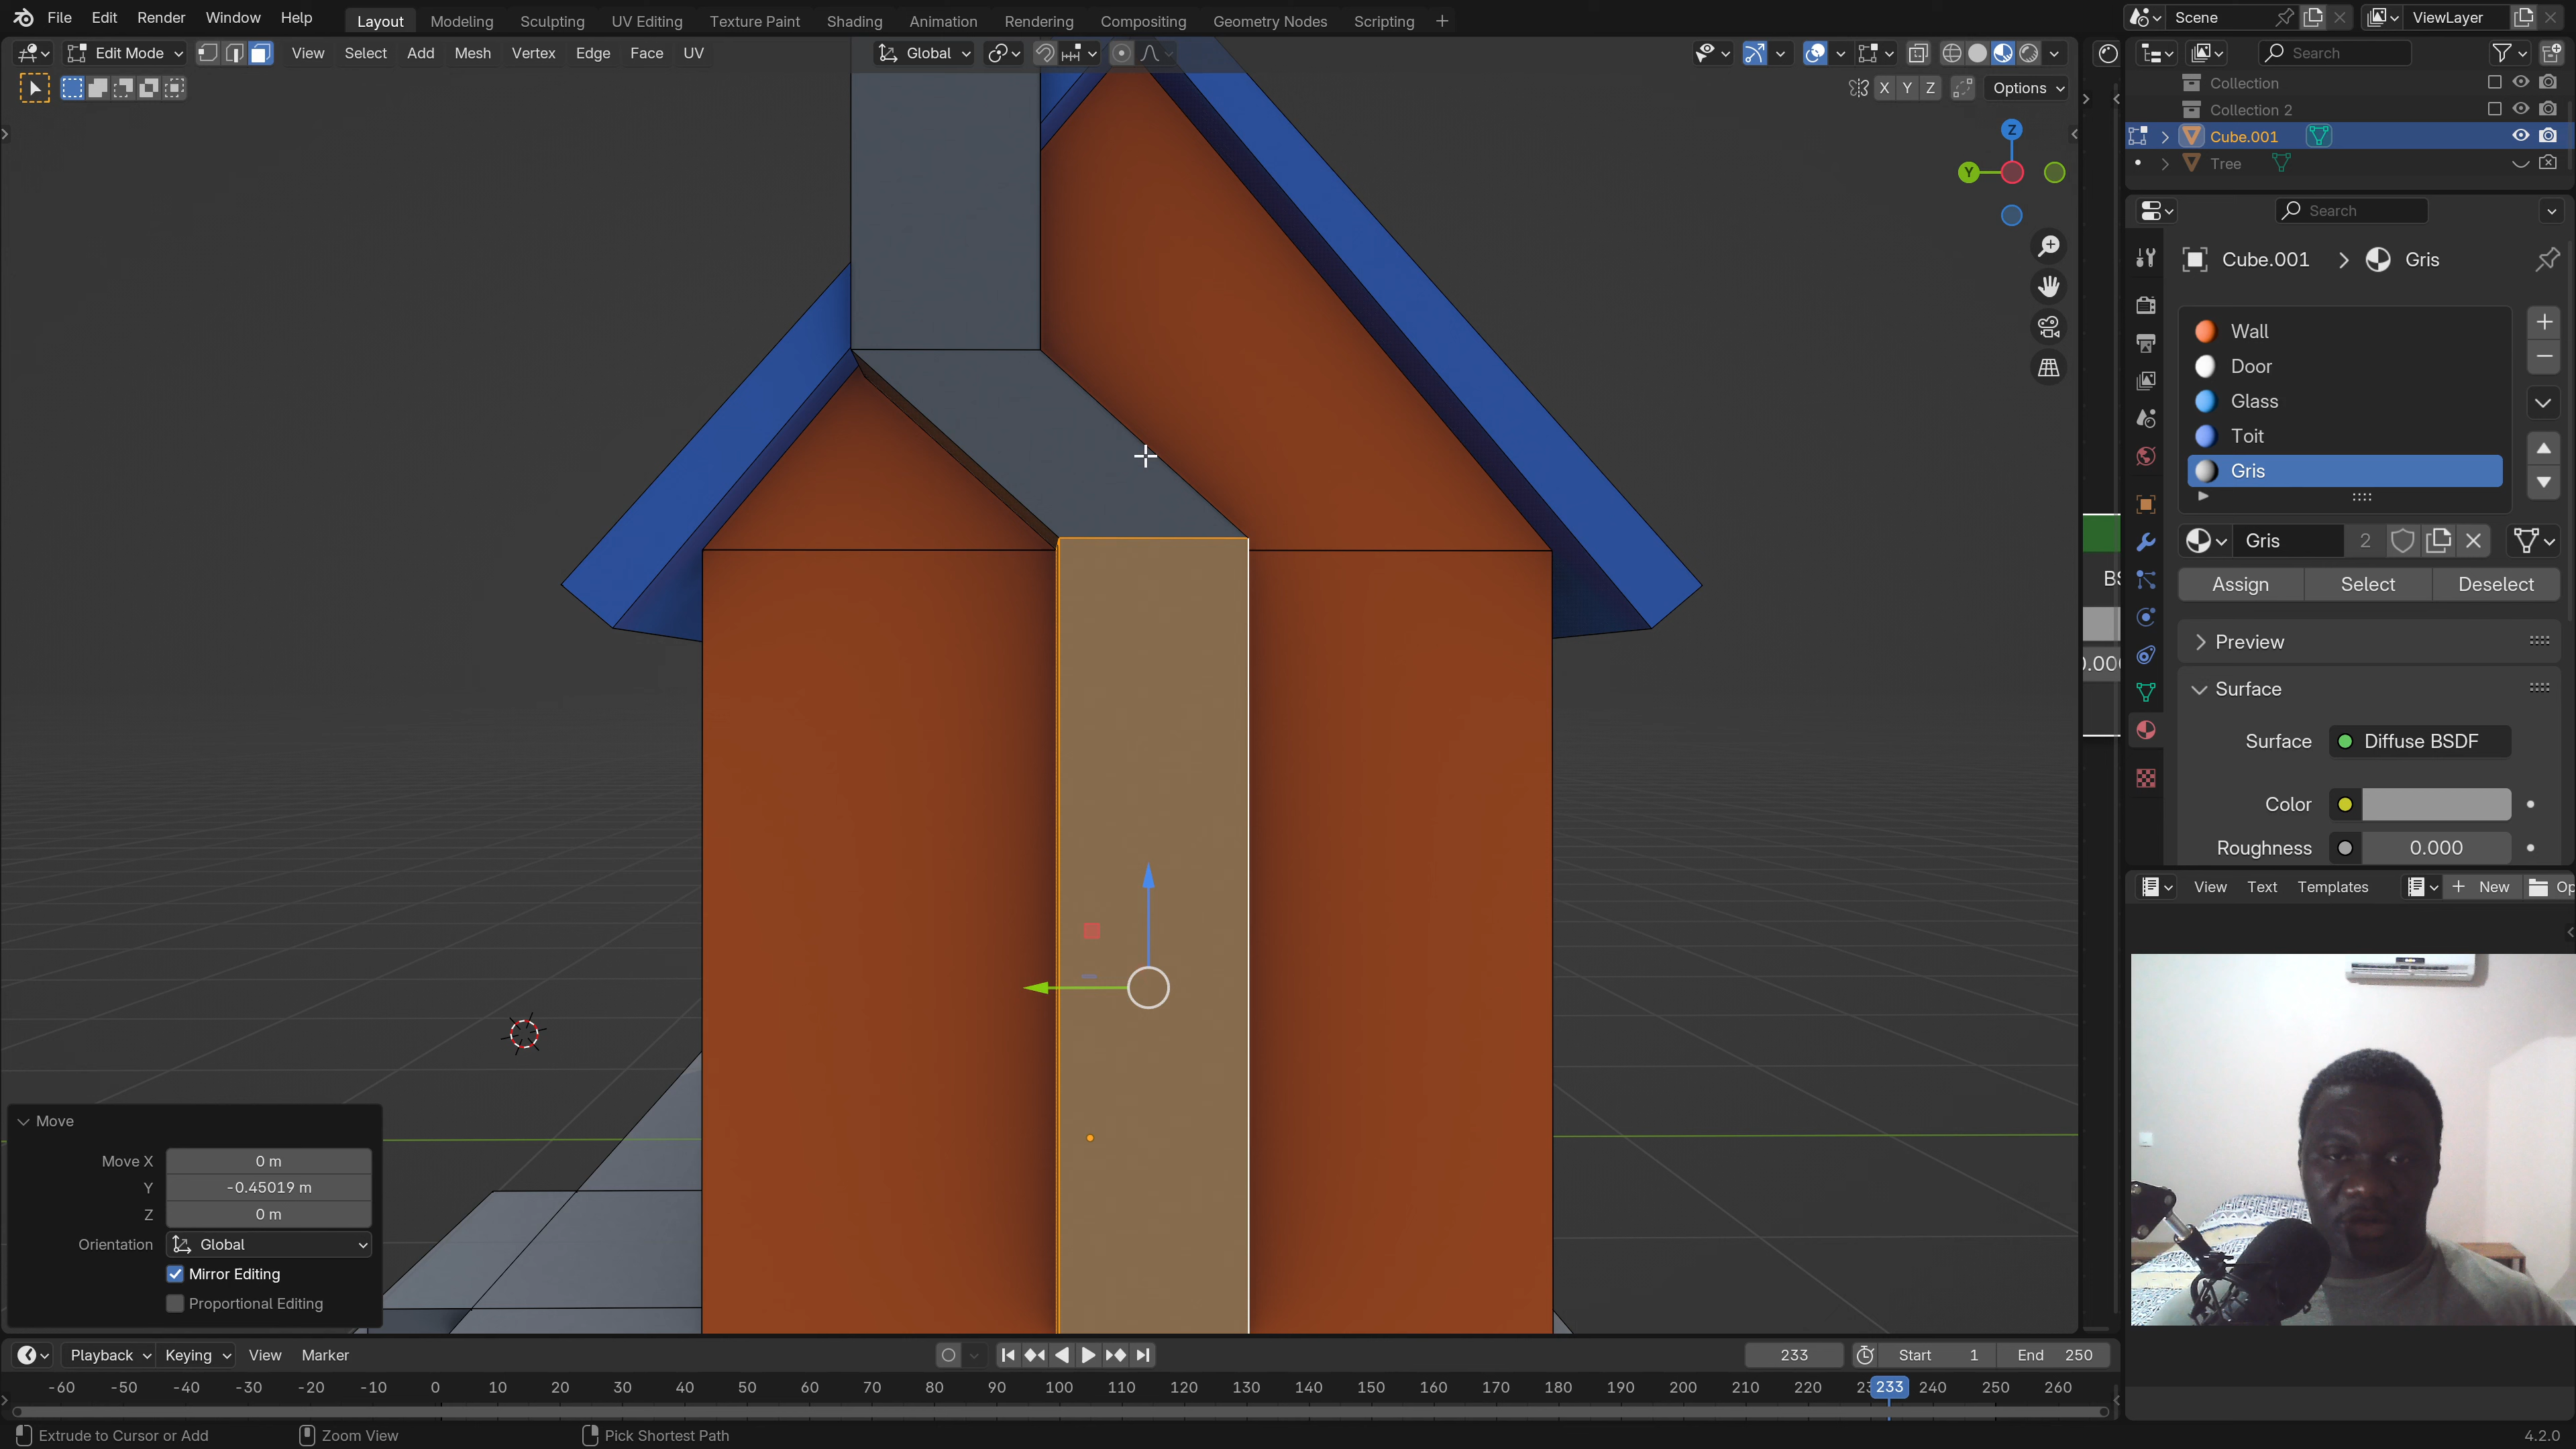 File Edit Render Window Help Layout Modeling Sculpting UV Editing Texture Paint Shading Animation Rendering Compositing Geometry Nodes Scripting + Scene ViewLayer
Edit Mode View Select Add Mesh Vertex Edge Face UV Global Search
X Y Z Options
Collection
Collection 2
Cube.001
Tree
Z
Y
Search
Cube.001 > Gris
Wall
Door
Glass
Toit
Gris
Gris 2
Assign Select Deselect
Preview
Surface
Surface Diffuse BSDF
Color
Roughness 0.000
View Text Templates New Op
Move
Move X 0 m
Y -0.45019 m
Z 0 m
Orientation Global
Mirror Editing
Proportional Editing
Playback Keying View Marker 233 Start 1 End 250
-60 -50 -40 -30 -20 -10 0 10 20 30 40 50 60 70 80 90 100 110 120 130 140 150 160 170 180 190 200 210 220 233 240 250 260
Extrude to Cursor or Add Zoom View Pick Shortest Path 4.2.0